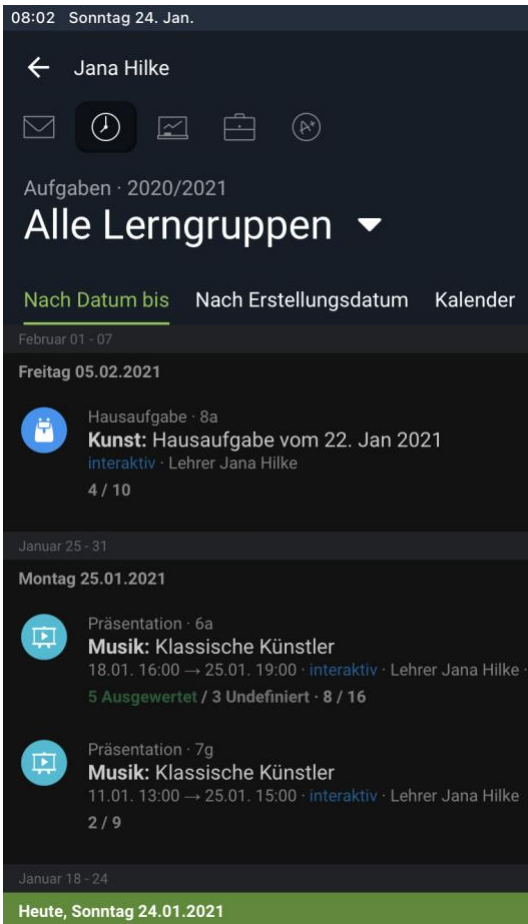 08:02 Sonntag 24. Jan.
Jana Hilke
Aufgaben · 2020/2021
Alle Lerngruppen
Nach Datum bis Nach Erstellungsdatum Kalender
Februar 01 - 07
Freitag 05.02.2021
Hausaufgabe · 8a
Kunst: Hausaufgabe vom 22. Jan 2021
interaktiv · Lehrer Jana Hilke
4 / 10
Januar 25 - 31
Montag 25.01.2021
Präsentation · 6a
Musik: Klassische Künstler
18.01. 16:00 → 25.01. 19:00 · interaktiv · Lehrer Jana Hilke ·
5 Ausgewertet / 3 Undefiniert · 8 / 16
Präsentation · 7g
Musik: Klassische Künstler
11.01. 13:00 → 25.01. 15:00 · interaktiv · Lehrer Jana Hilke
2 / 9
Januar 18 - 24
Heute, Sonntag 24.01.2021